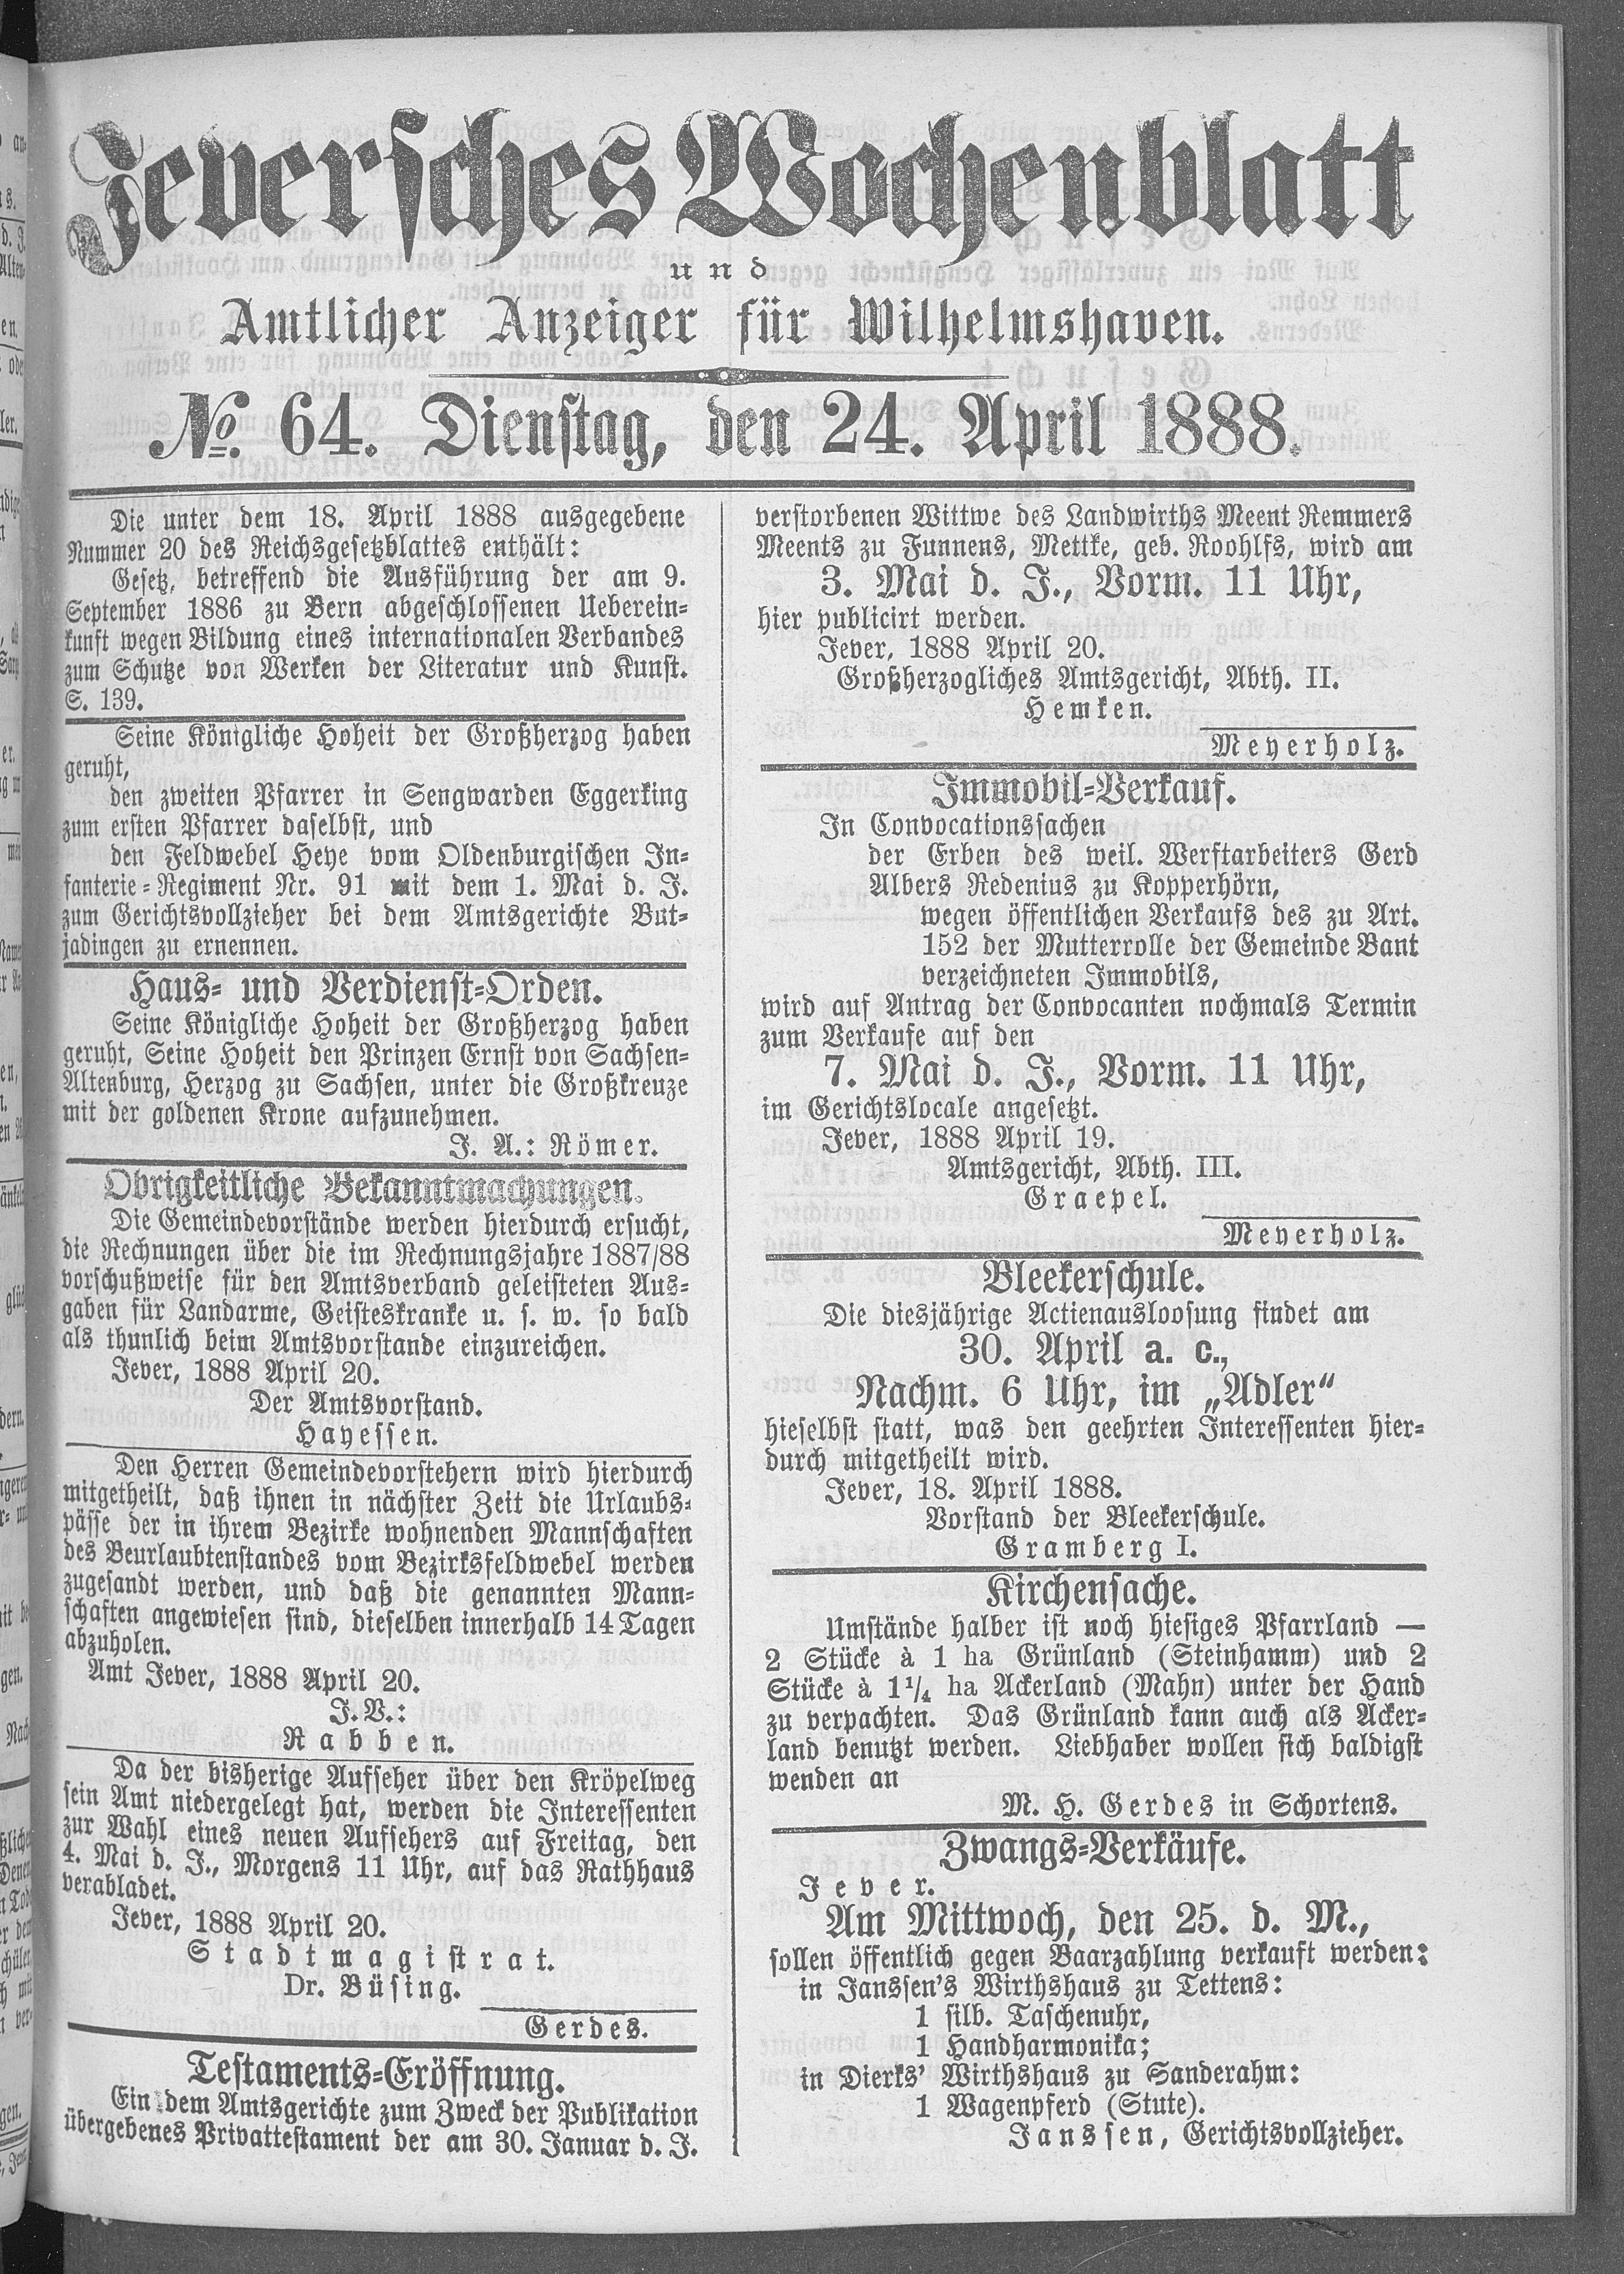 Jeversches Wochenblatt
und
Amtlicher Anzeiger für Wilhelmshaven.
№. 64. Dienstag, den 24. April 1888.
Die unter dem 18. April 1888 ausgegebene
Nummer 20 des Reichsgesetzblattes enthält:
Gesetz, betreffend die Ausführung der am 9.
September 1886 zu Bern abgeschlossenen Ueberein-
kunft wegen Bildung eines internationalen Verbandes
zum Schutze von Werken der Literatur und Kunst.
S. 139.
Seine Königliche Hoheit der Großherzog haben
geruht,
den zweiten Pfarrer in Sengwarden Eggerking
zum ersten Pfarrer daselbst, und
den Feldwebel Heye vom Oldenburgischen In-
fanterie-Regiment Nr. 91 mit dem 1. Mai d. J.
zum Gerichtsvollzieher bei dem Amtsgerichte But-
jadingen zu ernennen.
Haus- und Verdienst-Orden.
Seine Königliche Hoheit der Großherzog haben
geruht, Seine Hoheit den Prinzen Ernst von Sachsen-
Altenburg, Herzog zu Sachsen, unter die Großkreuze
mit der goldenen Krone aufzunehmen.
J. A.: Römer.
Obrigkeitliche Bekanntmachungen.
Die Gemeindevorstände werden hierdurch ersucht,
die Rechnungen über die im Rechnungsjahre 1887/88
vorschußweise für den Amtsverband geleisteten Aus-
gaben für Landarme, Geisteskranke u. s. w. so bald
als thunlich beim Amtsvorstande einzureichen.
Jever, 1888 April 20.
Der Amtsvorstand.
Hayessen.
Den Herren Gemeindevorstehern wird hierdurch
mitgetheilt, daß ihnen in nächster Zeit die Urlaubs-
pässe der in ihrem Bezirke wohnenden Mannschaften
des Beurlaubtenstandes vom Bezirksfeldwebel werden
zugesandt werden, und daß die genannten Mann-
schaften angewiesen sind, dieselben innerhalb 14 Tagen
abzuholen.
Amt Jever, 1888 April 20.
J. V.:
Rabben.
Da der bisherige Aufseher über den Kröpelweg
sein Amt niedergelegt hat, werden die Interessenten
zur Wahl eines neuen Aufsehers auf Freitag, den
4. Mai d. J., Morgens 11 Uhr, auf das Rathhaus
verabladet.
Jever, 1888 April 20.
Stadtmagistrat.
Dr. Büsing.
Gerdes.
Testaments-Eröffnung.
Ein dem Amtsgerichte zum Zweck der Publikation
übergebenes Privattestament der am 30. Januar d. J.
verstorbenen Wittwe des Landwirths Meent Remmers
Meents zu Funnens, Mettke, geb. Roohlfs, wird am
3. Mai d. J., Vorm. 11 Uhr,
hier publicirt werden.
Jever, 1888 April 20.
Großherzogliches Amtsgericht, Abth. II.
Hemken.
Meyerholz.
Immobil-Verkauf.
In Convocationssachen
der Erben des weil. Werftarbeiters Gerd
Albers Redenius zu Kopperhörn,
wegen öffentlichen Verkaufs des zu Art.
152 der Mutterrolle der Gemeinde Bant
verzeichneten Immobils,
wird auf Antrag der Convocanten nochmals Termin
zum Verkaufe auf den
7. Mai d. J., Vorm. 11 Uhr,
im Gerichtslocale angesetzt.
Jever, 1888 April 19.
Amtsgericht, Abth. III.
Graepel.
Meyerholz.
Bleekerschule.
Die diesjährige Actienausloosung findet am
30. April a. c.,
Nachm. 6 Uhr, im „Adler“
hieselbst statt, was den geehrten Interessenten hier-
durch mitgetheilt wird.
Jever, 18. April 1888.
Vorstand der Bleekerschule.
Gramberg I.
Kirchensache.
Umstände halber ist noch hiesiges Pfarrland —
2 Stücke à 1 ha Grünland (Steinhamm) und 2
Stücke à 1¼ ha Ackerland (Mahn) unter der Hand
zu verpachten. Das Grünland kann auch als Acker-
land benutzt werden. Liebhaber wollen sich baldigst
wenden an
M. H. Gerdes in Schortens.
Zwangs-Verkäufe.
Jever.
Am Mittwoch, den 25. d. M.,
sollen öffentlich gegen Baarzahlung verkauft werden:
in Janssen's Wirthshaus zu Tettens:
1 silb. Taschenuhr,
1 Handharmonika;
in Dierks' Wirthshaus zu Sanderahm:
1 Wagenpferd (Stute).
Janssen, Gerichtsvollzieher.